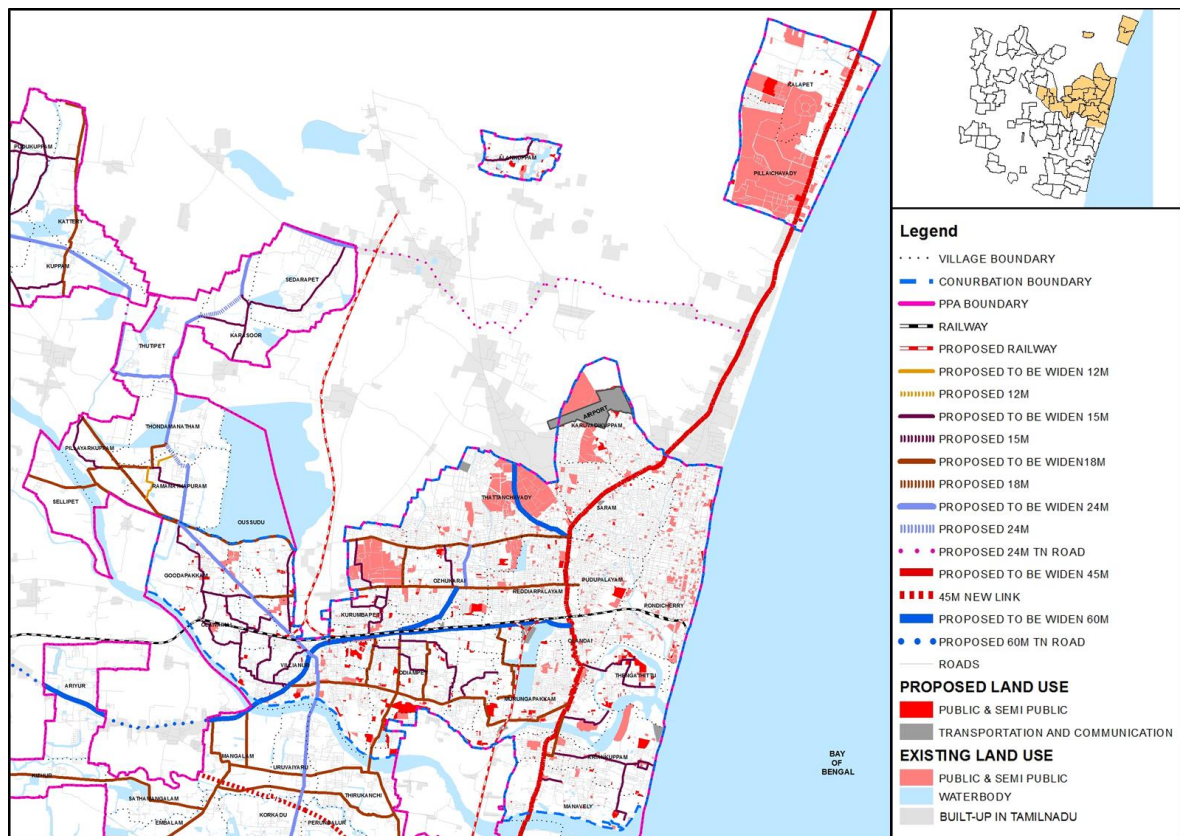 KALAPET
PILLAICHAVADY
ALANKUPPAM
PUDUKUPPAM
KATTERY
KUPPAM
SEDARAPET
KARASOOR
THUTIPET
THONDAMANATHAM
PILLAYARKUPPAM
RAMANATHAPURAM
SELLIPET
OUSSUDU
AIRPORT
KARUVADIKUPPAM
THATTANCHAVADY
SARAM
GOODAPAKKAM
OZHUKARAI
REDDIARPALAYAM
PUDUPALAYAM
PONDICHERRY
KURUMBAPET
OLANDAI
VILLIANUR
ODIAMPET
THENGATHITTU
MURUNGAPAKKAM
ARIYUR
MANGALAM
URUVAIYARU
ARIANKUPPAM
MANAVELY
THIRUKANCHI
SATHAMANGALAM
EMBALAM
KORKADU
PERUNGALUR
BAY
OF
BENGAL
Legend
VILLAGE BOUNDARY
CONURBATION BOUNDARY
PPA BOUNDARY
RAILWAY
PROPOSED RAILWAY
PROPOSED TO BE WIDEN 12M
PROPOSED 12M
PROPOSED TO BE WIDEN 15M
PROPOSED 15M
PROPOSED TO BE WIDEN18M
PROPOSED 18M
PROPOSED TO BE WIDEN 24M
PROPOSED 24M
PROPOSED 24M TN ROAD
PROPOSED TO BE WIDEN 45M
45M NEW LINK
PROPOSED TO BE WIDEN 60M
PROPOSED 60M TN ROAD
ROADS
PROPOSED LAND USE
PUBLIC & SEMI PUBLIC
TRANSPORTATION AND COMMUNICATION
EXISTING LAND USE
PUBLIC & SEMI PUBLIC
WATERBODY
BUILT-UP IN TAMILNADU